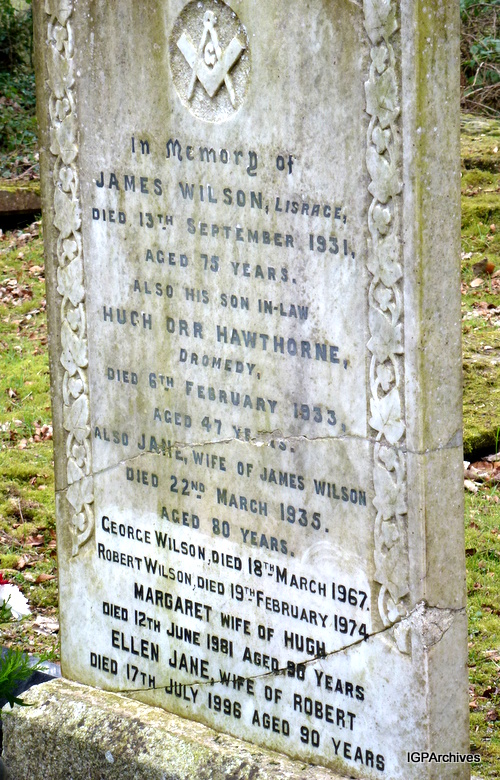 In Memory of
JAMES WILSON, LISRACE,
DIED 13TH SEPTEMBER 1931,
AGED 75 YEARS.
ALSO HIS SON IN-LAW
HUGH ORR HAWTHORNE,
DROMEDY,
DIED 6TH FEBRUARY 1933.
AGED 47 YEARS.
ALSO JANE, WIFE OF JAMES WILSON
DIED 22ND MARCH 1935.
AGED 80 YEARS.
GEORGE WILSON, DIED 18TH MARCH 1967.
ROBERT WILSON, DIED 19TH FEBRUARY 1974.
MARGARET WIFE OF HUGH
DIED 12TH JUNE 1981 AGED 90 YEARS
ELLEN JANE, WIFE OF ROBERT
DIED 17TH JULY 1996 AGED 90 YEARS
IGPArchives